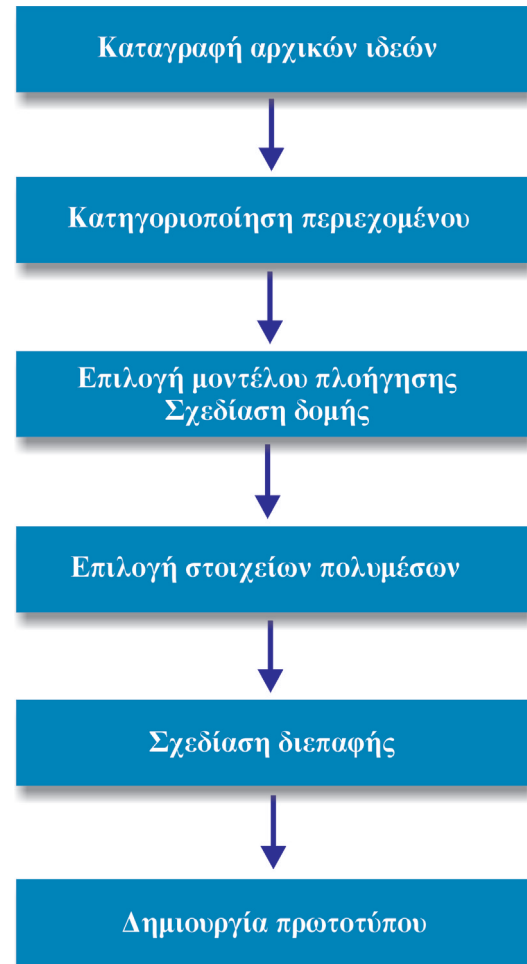 Καταγραφή αρχικών ιδεών
Κατηγοριοποίηση περιεχομένου
Επιλογή μοντέλου πλοήγησης
Σχεδίαση δομής
Επιλογή στοιχείων πολυμέσων
Σχεδίαση διεπαφής
Δημιουργία πρωτοτύπου